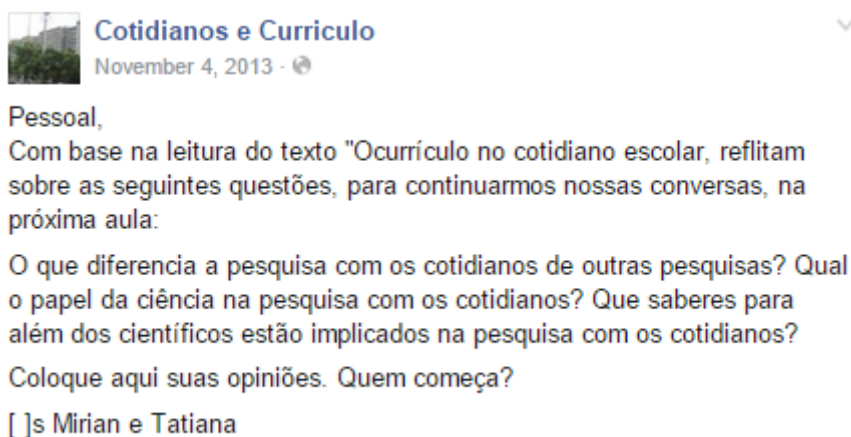 Cotidianos e Curriculo
November 4, 2013 ·
Pessoal,
Com base na leitura do texto "Ocurrículo no cotidiano escolar, reflitam
sobre as seguintes questões, para continuarmos nossas conversas, na
próxima aula:
O que diferencia a pesquisa com os cotidianos de outras pesquisas? Qual
o papel da ciência na pesquisa com os cotidianos? Que saberes para
além dos científicos estão implicados na pesquisa com os cotidianos?
Coloque aqui suas opiniões. Quem começa?
[ ]s Mirian e Tatiana